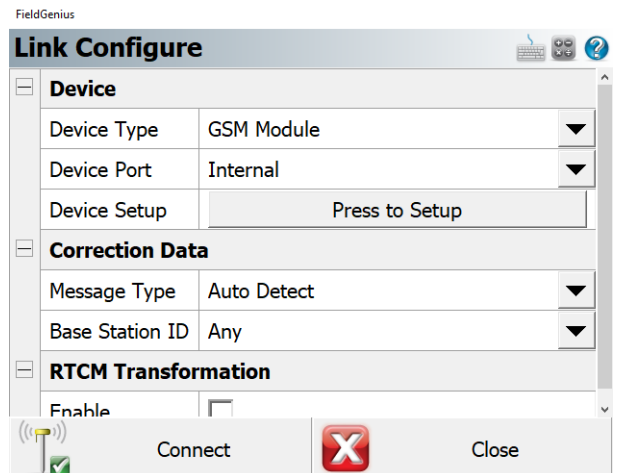 FieldGenius
Link Configure
Device
Device Type GSM Module
Device Port Internal
Device Setup Press to Setup
Correction Data
Message Type Auto Detect
Base Station ID Any
RTCM Transformation
Enable
Connect Close